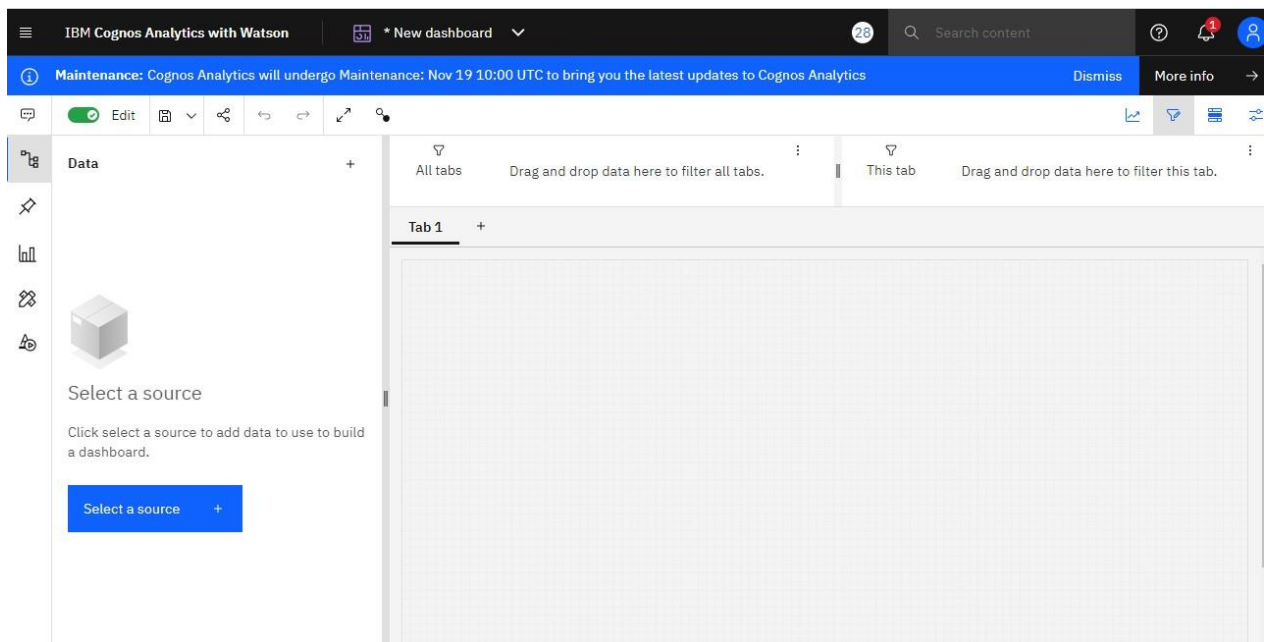 IBM Cognos Analytics with Watson
* New dashboard
28
Search content
1
Maintenance: Cognos Analytics will undergo Maintenance: Nov 19 10:00 UTC to bring you the latest updates to Cognos Analytics
Dismiss
More info
Edit
Data
All tabs
Drag and drop data here to filter all tabs.
This tab
Drag and drop data here to filter this tab.
Tab 1
Select a source
Click select a source to add data to use to build
a dashboard.
Select a source